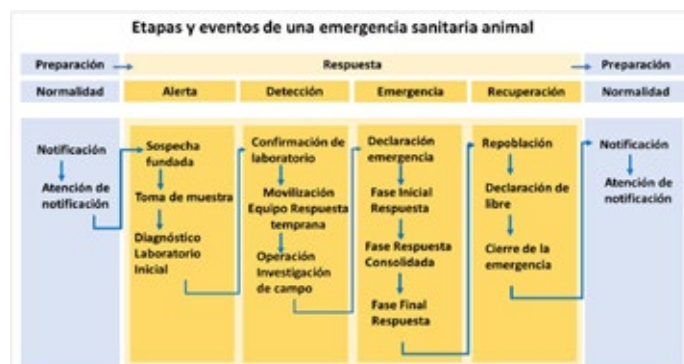 Etapas y eventos de una emergencia sanitaria animal
Preparación
Respuesta
Preparación
Normalidad
Alerta
Detección
Emergencia
Recuperación
Normalidad
Notificación
Atención de
notificación
Sospecha
fundada
Toma de muestra
Diagnóstico
Laboratorio
Inicial
Confirmación de
laboratorio
Movilización
Equipo Respuesta
temprana
Operación
Investigación
de campo
Declaración
emergencia
Fase Inicial
Respuesta
Fase Respuesta
Consolidada
Fase Final
Respuesta
Repoblación
Declaración de
libre
Cierre de la
emergencia
Notificación
Atención de
notificación